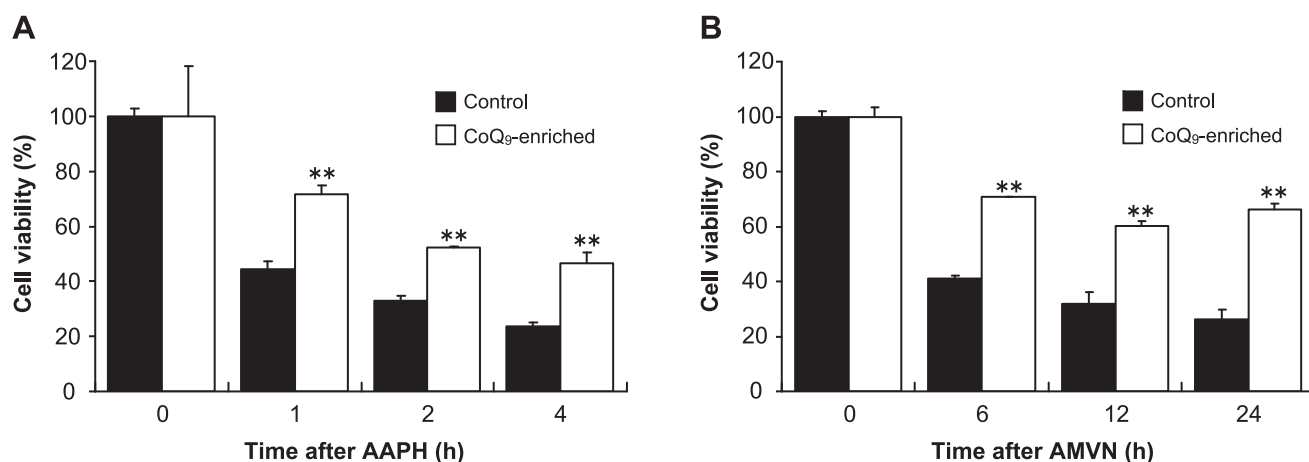 A
120
100
80
60
40
20
0
Cell viability (%)
Control
CoQ₉-enriched
**
**
**
0 1 2 4
Time after AAPH (h)
B
120
100
80
60
40
20
0
Cell viability (%)
Control
CoQ₉-enriched
**
**
**
0 6 12 24
Time after AMVN (h)